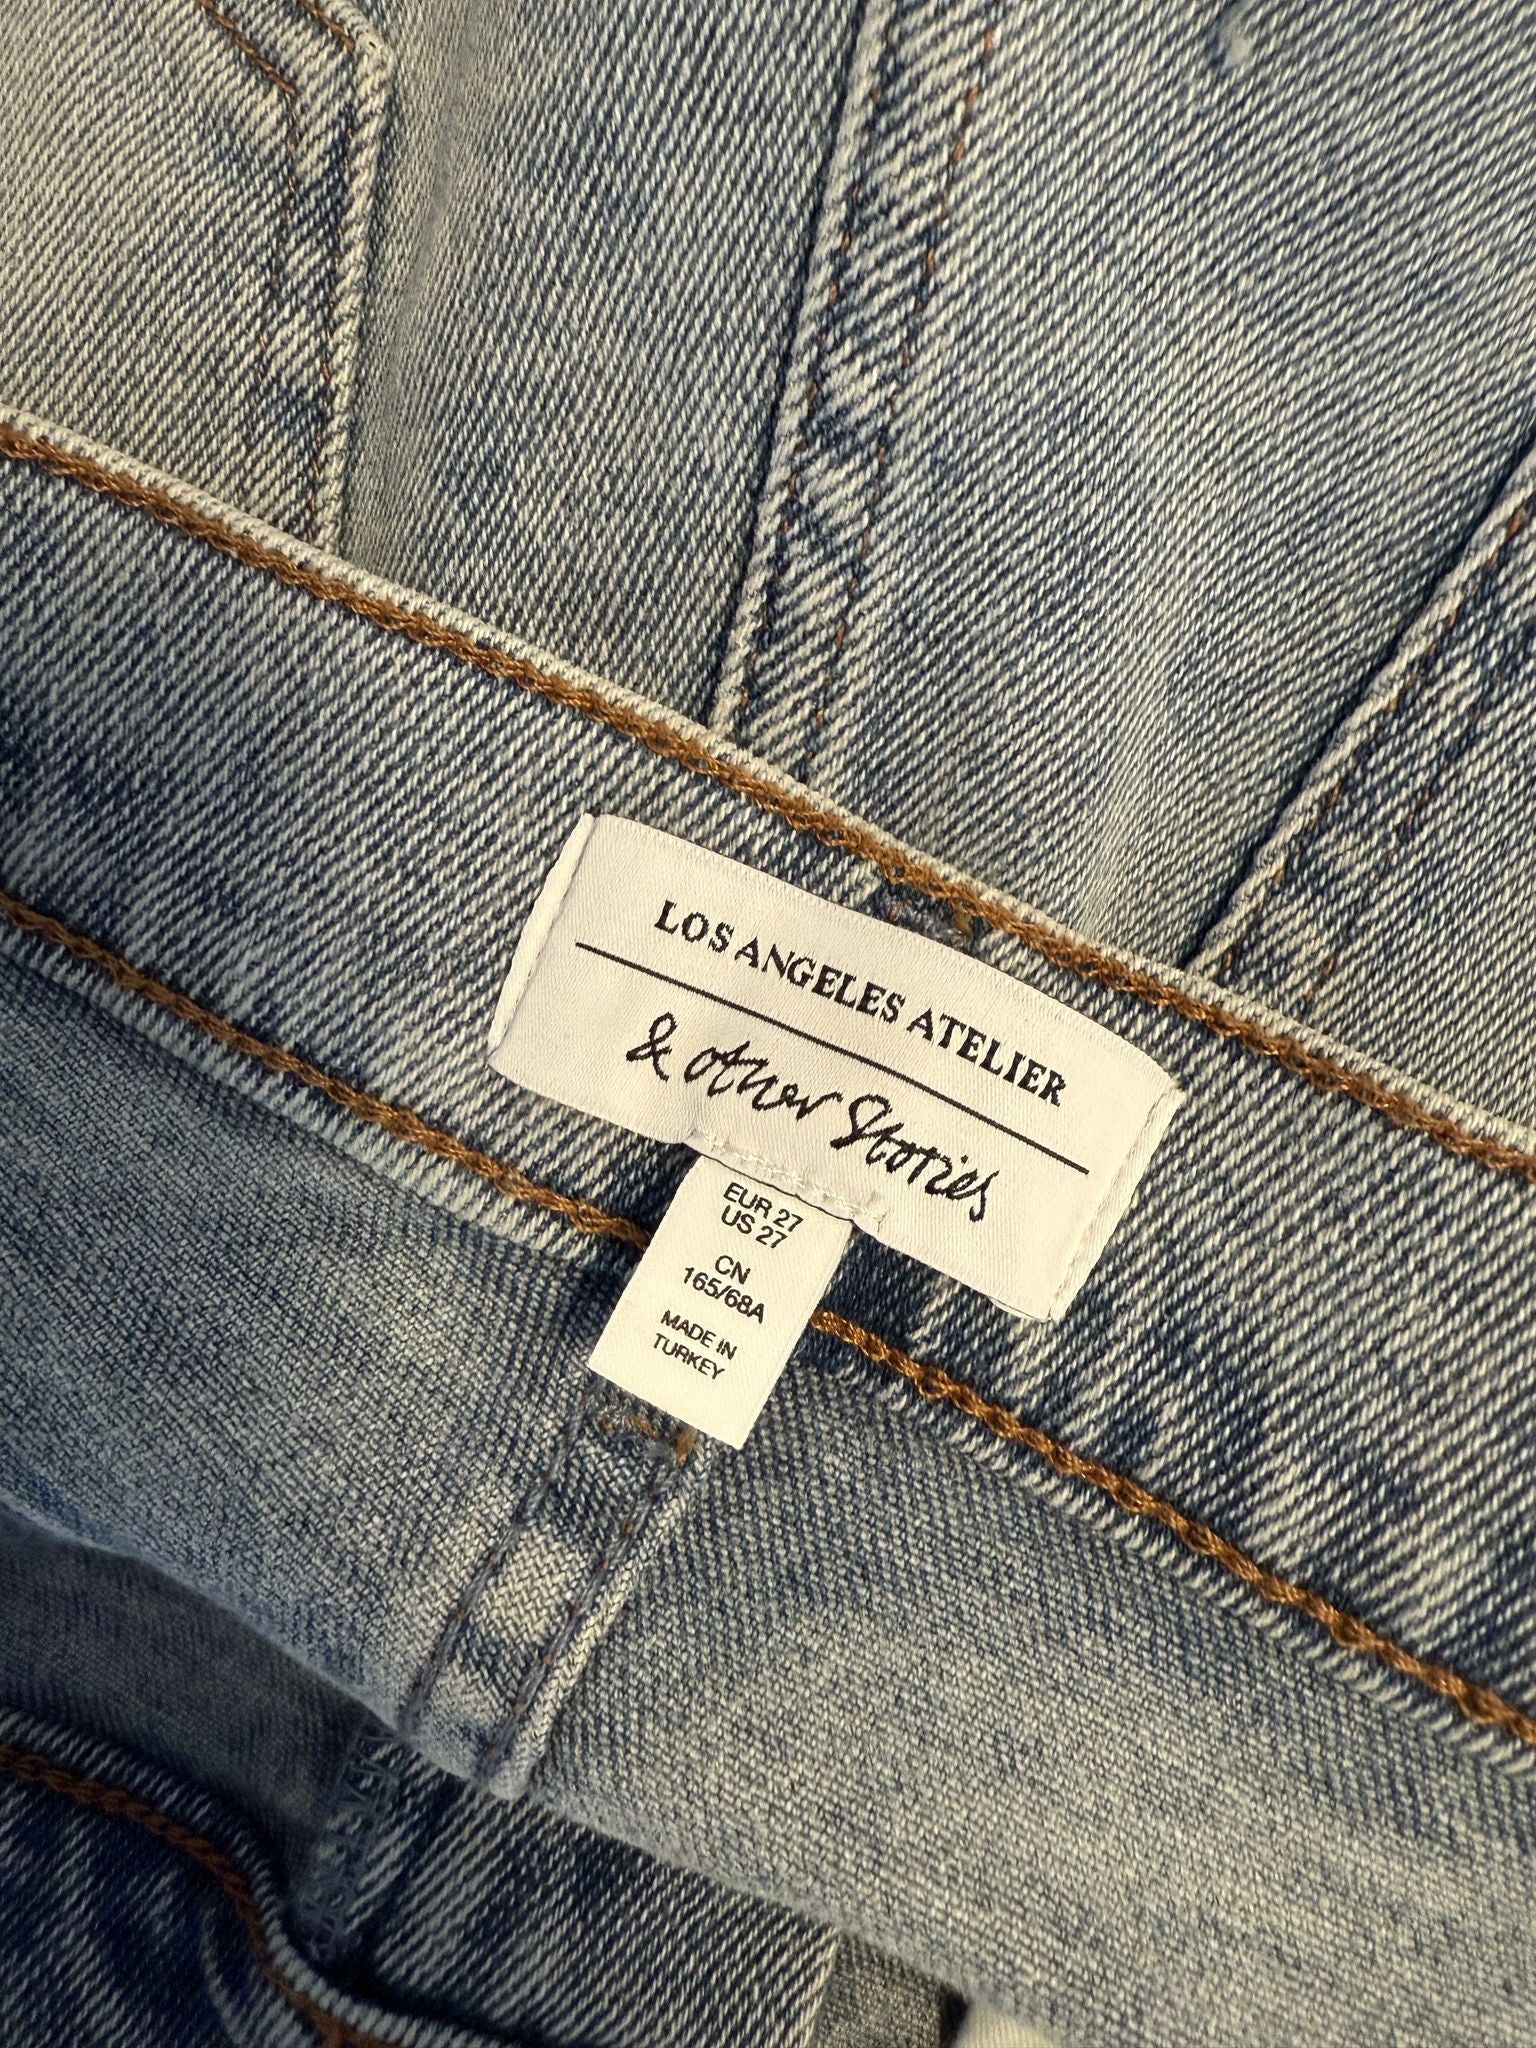 LOS ANGELES ATELIER
& other Stories
EUR 27
US 27
CN
165/68A
MADE IN
TURKEY